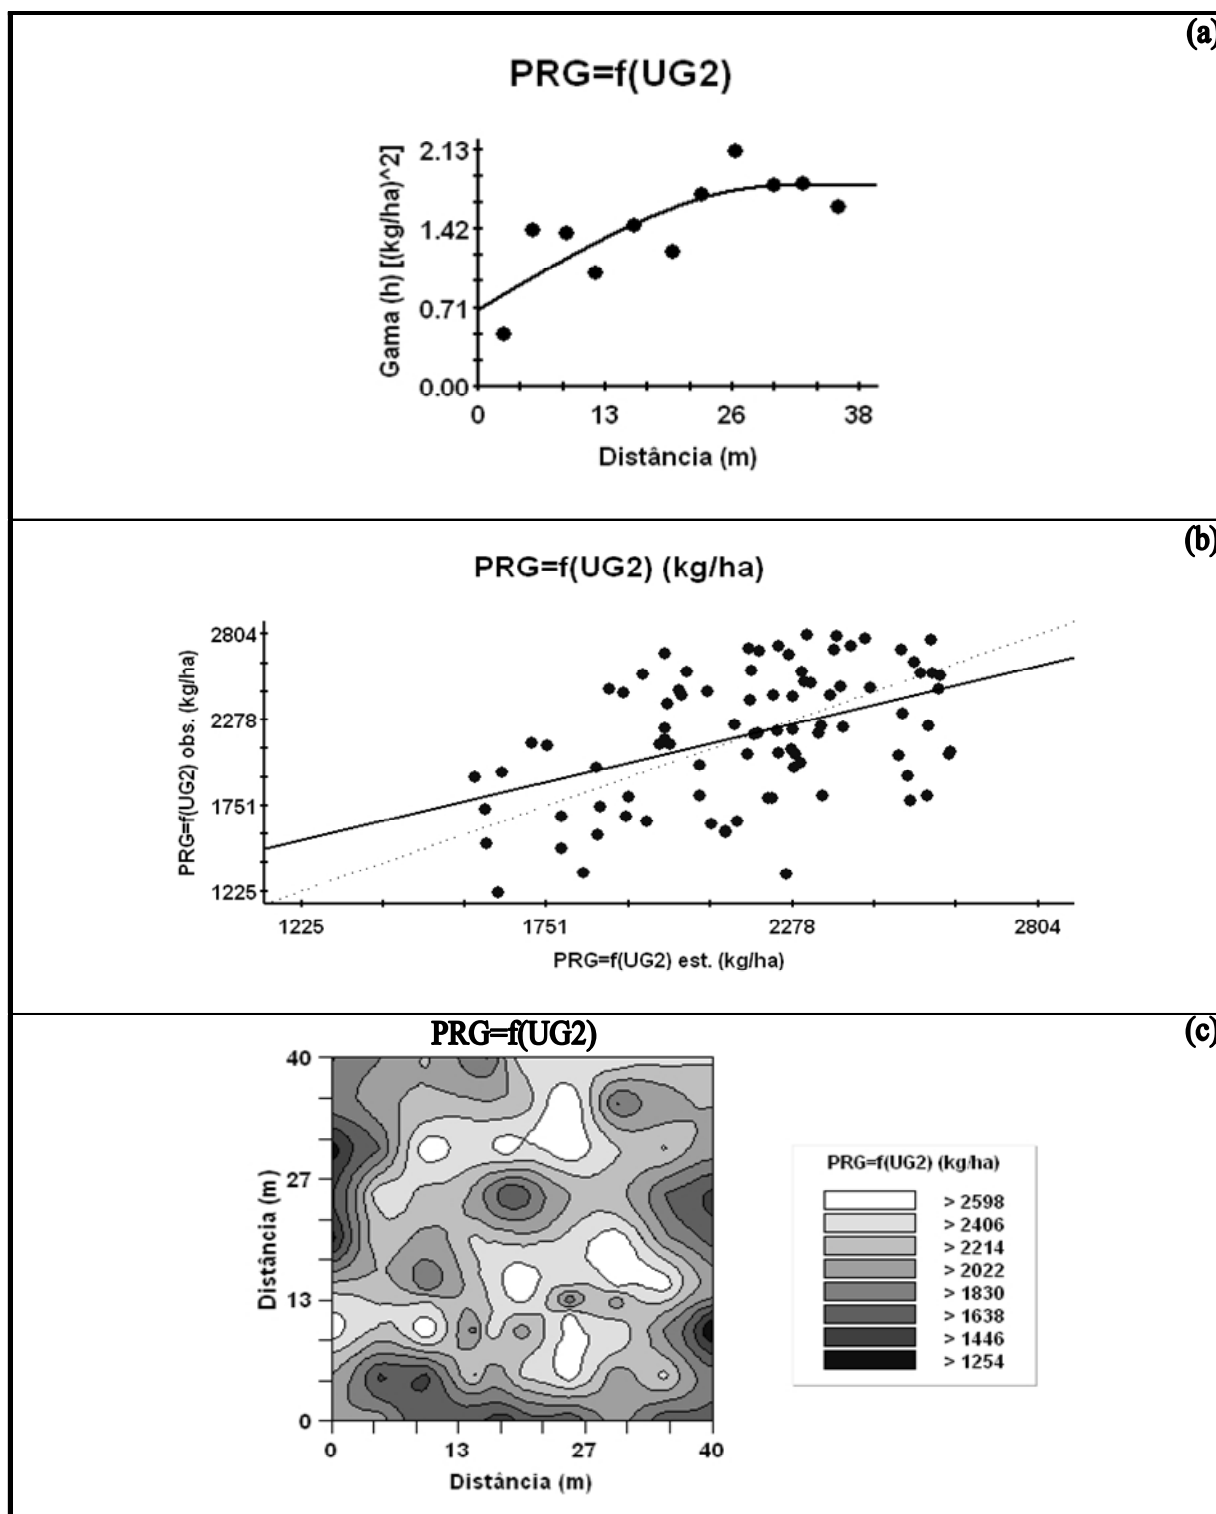 (a)
PRG=f(UG2)
Gama (h) [(kg/ha)^2]
2.13
1.42
0.71
0.00
0 13 26 38
Distância (m)
(b)
PRG=f(UG2) (kg/ha)
PRG=f(UG2) obs. (kg/ha)
2804
2278
1751
1225
1225 1751 2278 2804
PRG=f(UG2) est. (kg/ha)
(c)
PRG=f(UG2)
Distância (m)
40
27
13
0
0 13 27 40
Distância (m)
PRG=f(UG2) (kg/ha)
> 2598
> 2406
> 2214
> 2022
> 1830
> 1638
> 1446
> 1254